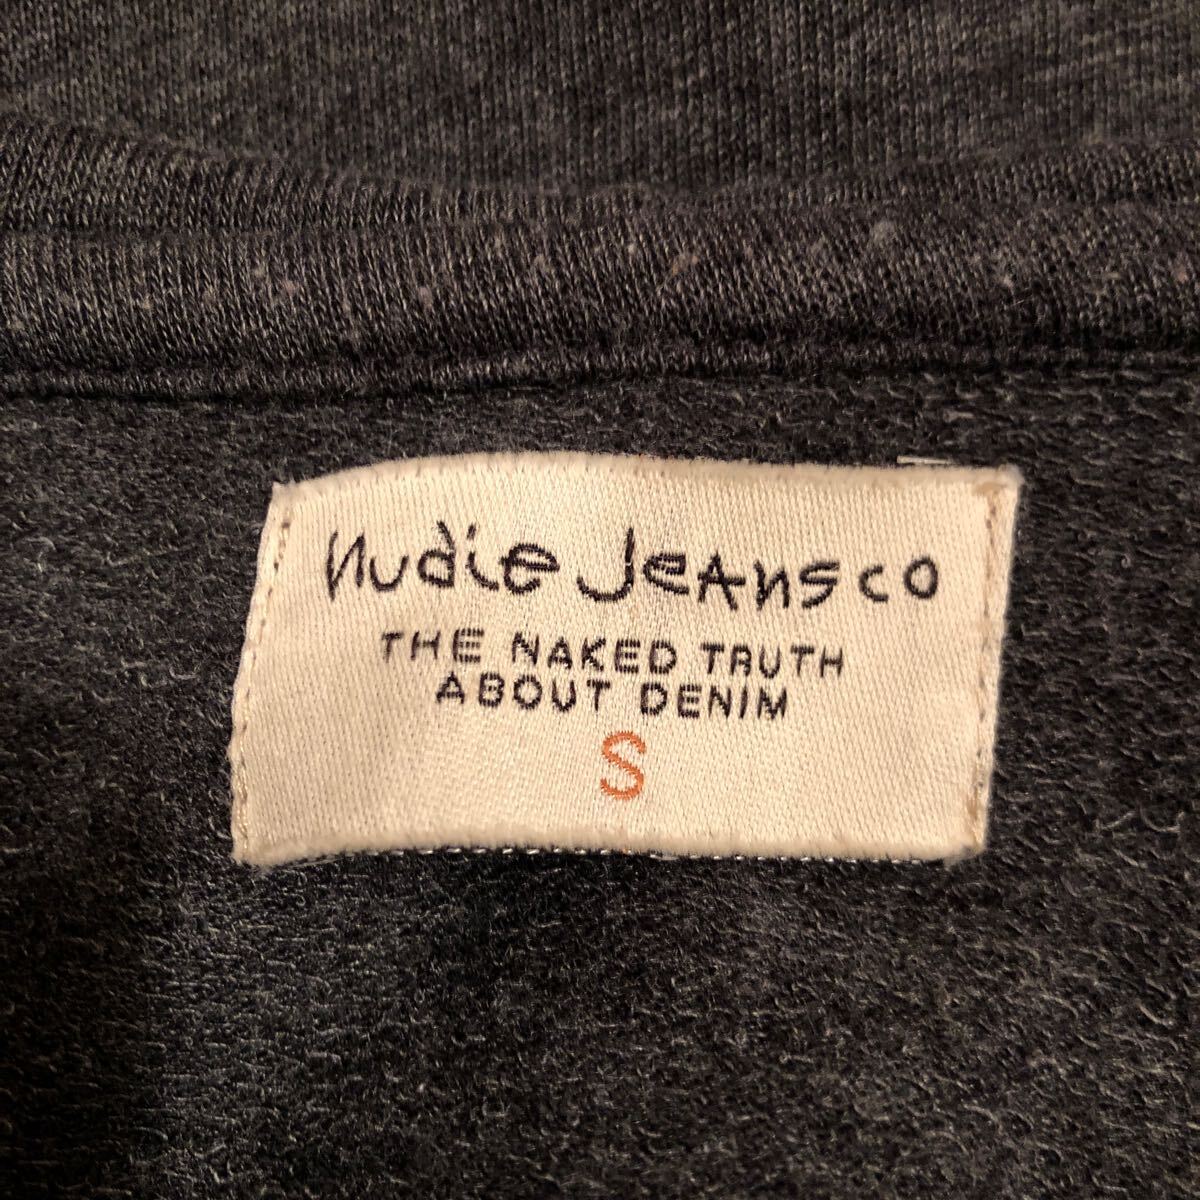 nudie Jeans co
THE NAKED TRUTH
ABOUT DENIM
S